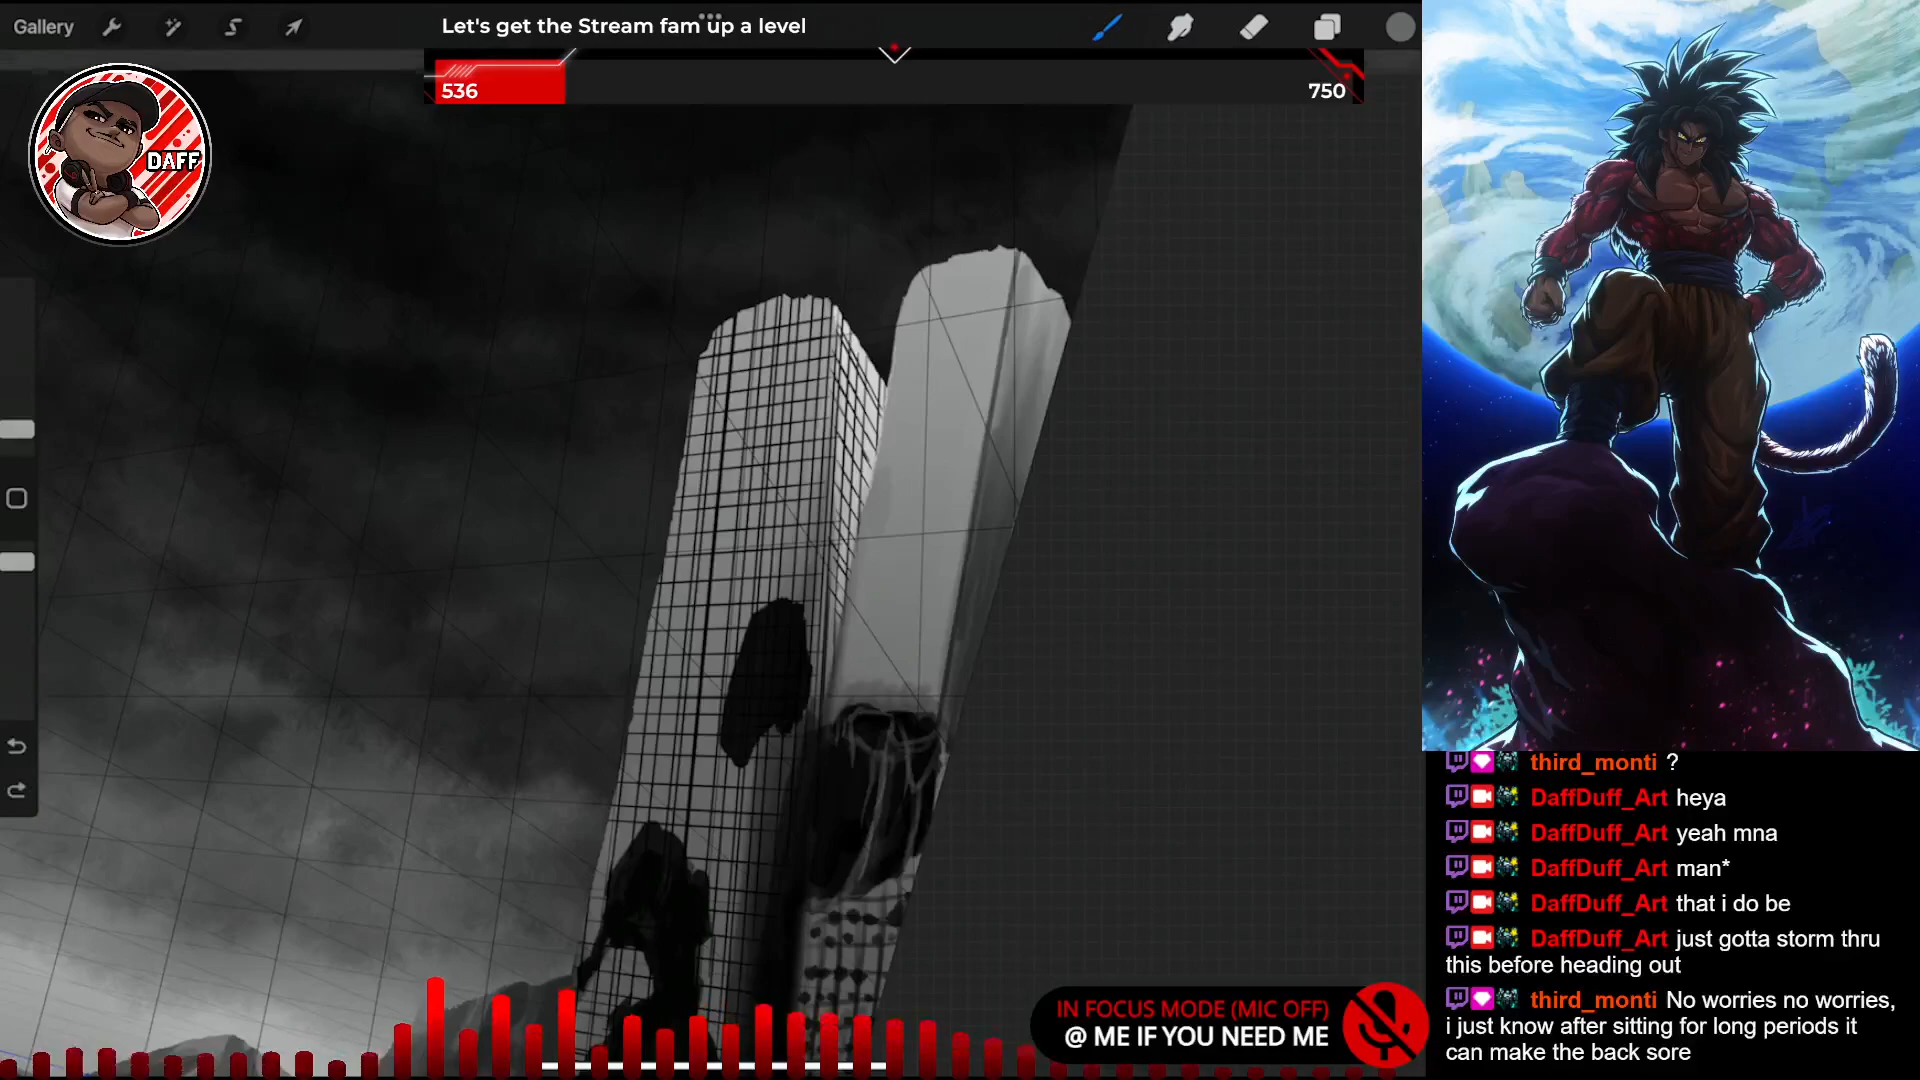 Gallery
Let's get the Stream fam up a level
536
750
DAFF
third_monti ?
DaffDuff_Art heya
DaffDuff_Art yeah mna
DaffDuff_Art man*
DaffDuff_Art that i do be
DaffDuff_Art just gotta storm thru
this before heading out
third_monti No worries no worries,
i just know after sitting for long periods it
can make the back sore
IN FOCUS MODE (MIC OFF)
@ ME IF YOU NEED ME